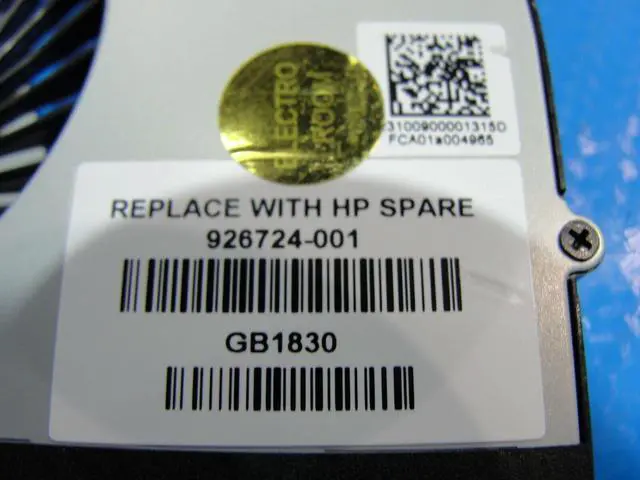 ELECTRO
ROOM
3100900001315D
FCA01a004965
REPLACE WITH HP SPARE
926724-001
GB1830